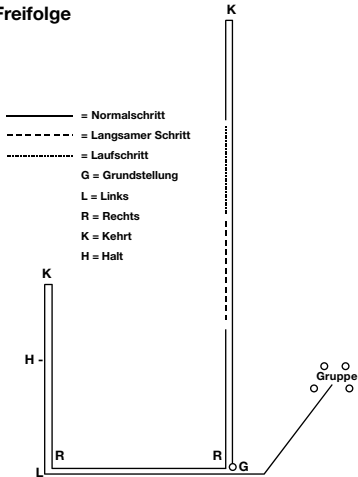 Freifolge
K
= Normalschritt
= Langsamer Schritt
= Laufschritt
G = Grundstellung
L = Links
R = Rechts
K = Kehrt
H = Halt
K
H -
Gruppe
R
R
G
L